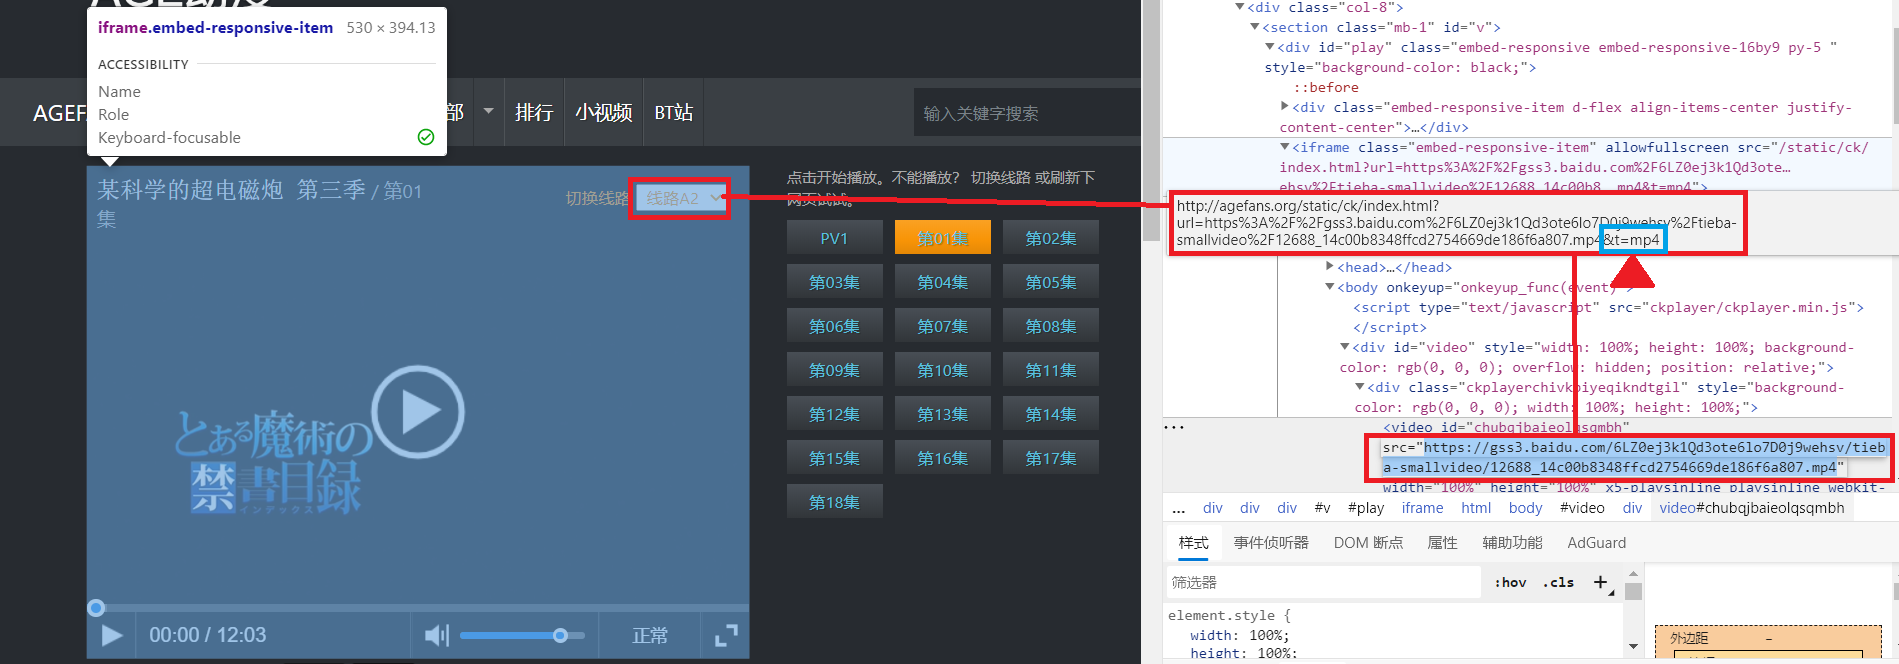 AGE动漫
iframe.embed-responsive-item 530 × 394.13
ACCESSIBILITY
Name
Role
Keyboard-focusable
AGEF
部
排行
小视频
BT站
输入关键字搜索
某科学的超电磁炮 第三季 / 第01
集
切换线路
线路A2
点击开始播放。不能播放? 切换线路 或刷新下
网页试试。
PV1
第01集
第02集
第03集
第04集
第05集
第06集
第07集
第08集
第09集
第10集
第11集
第12集
第13集
第14集
第15集
第16集
第17集
第18集
とある魔術の
禁書目録
インデックス
00:00 / 12:03
正常
<div class="col-8">
<section class="mb-1" id="v">
<div id="play" class="embed-responsive embed-responsive-16by9 py-5 "
style="background-color: black;">
::before
<div class="embed-responsive-item d-flex align-items-center justify-
content-center">…</div>
<iframe class="embed-responsive-item" allowfullscreen src="/static/ck/
index.html?url=https%3A%2F%2Fgss3.baidu.com%2F6LZ0ej3k1Qd3ote…
ehsv%2Ftieba-smallvideo%2F12688_14c00b8….mp4&t=mp4">
http://agefans.org/static/ck/index.html?
url=https%3A%2F%2Fgss3.baidu.com%2F6LZ0ej3k1Qd3ote6lo7D0j9wehsv%2Ftieba-
smallvideo%2F12688_14c00b8348ffcd2754669de186f6a807.mp4&t=mp4
<head>…</head>
<body onkeyup="onkeyup_func(event)">
<script type="text/javascript" src="ckplayer/ckplayer.min.js">
</script>
<div id="video" style="width: 100%; height: 100%; background-
color: rgb(0, 0, 0); overflow: hidden; position: relative;">
<div class="ckplayerchivkbiyeqikndtgil" style="background-
color: rgb(0, 0, 0); width: 100%; height: 100%;">
<video id="chubqjbaieolqsqmbh"
src="https://gss3.baidu.com/6LZ0ej3k1Qd3ote6lo7D0j9wehsv/tieb
a-smallvideo/12688_14c00b8348ffcd2754669de186f6a807.mp4"
width="100%" height="100%" x5-playsinline playsinline webkit-
... div div div #v #play iframe html body #video div video#chubqjbaieolqsqmbh
样式 事件侦听器 DOM 断点 属性 辅助功能 AdGuard
筛选器
:hov .cls +
element.style {
width: 100%;
height: 100%;
外边距 –